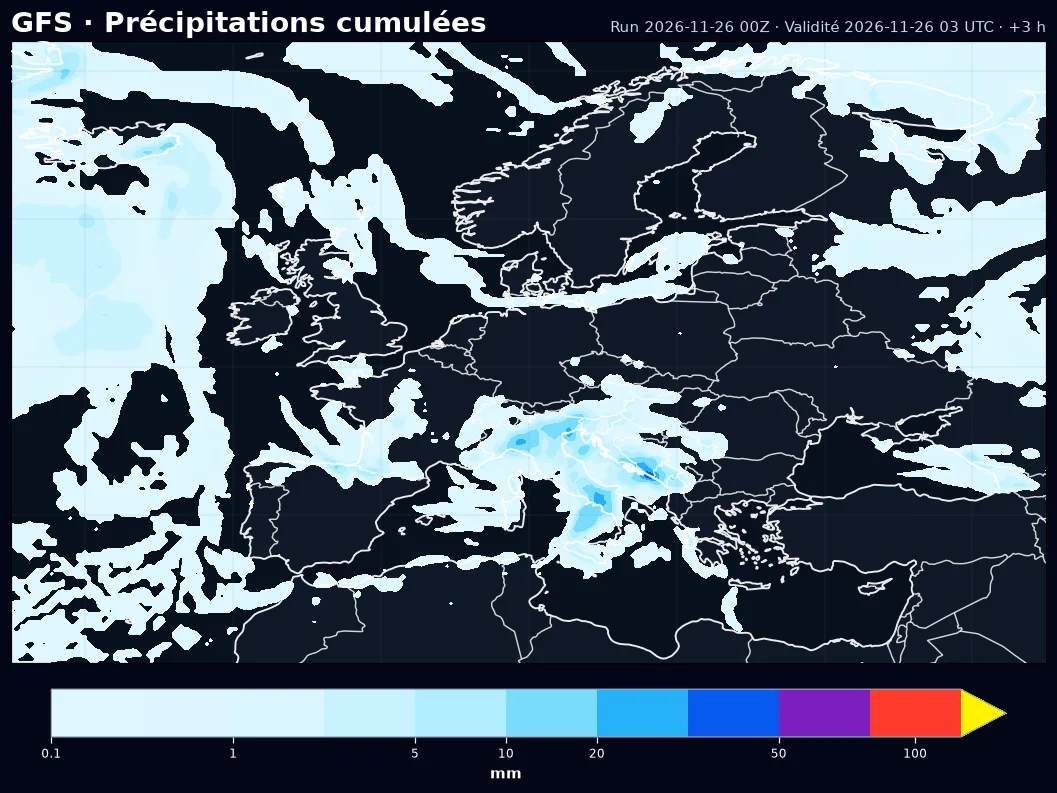 GFS · Précipitations cumulées
Run 2026-11-26 00Z · Validité 2026-11-26 03 UTC · +3 h
0.1 1 5 10 20 50 100
mm